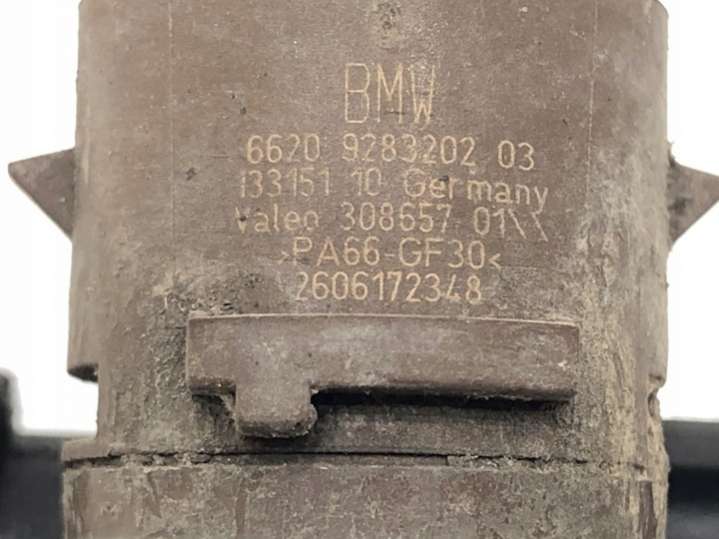 BMW
6620 9283202 03
133151 10 Germany
Valeo 308657 01\\
>PA66-GF30<
2606172348